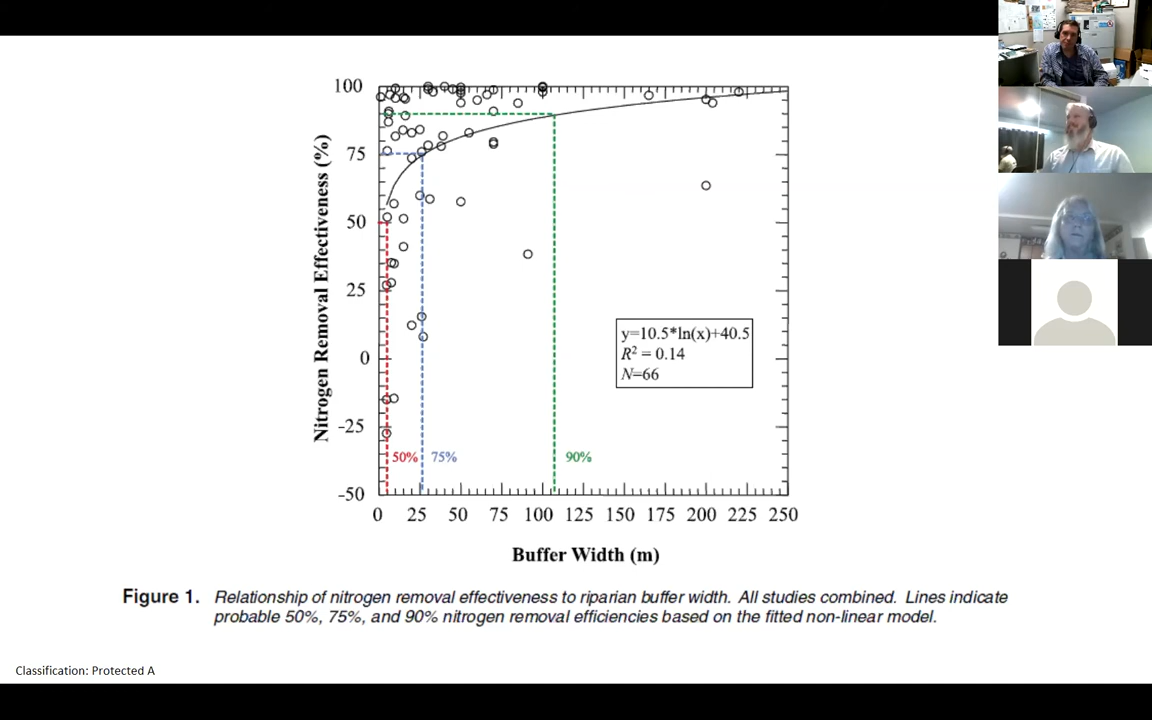 100
75
50
25
0
-25
-50
Nitrogen Removal Effectiveness (%)
y=10.5*ln(x)+40.5
R² = 0.14
N=66
50% 75% 90%
0 25 50 75 100 125 150 175 200 225 250
Buffer Width (m)
Figure 1. Relationship of nitrogen removal effectiveness to riparian buffer width. All studies combined. Lines indicate
probable 50%, 75%, and 90% nitrogen removal efficiencies based on the fitted non-linear model.
Classification: Protected A